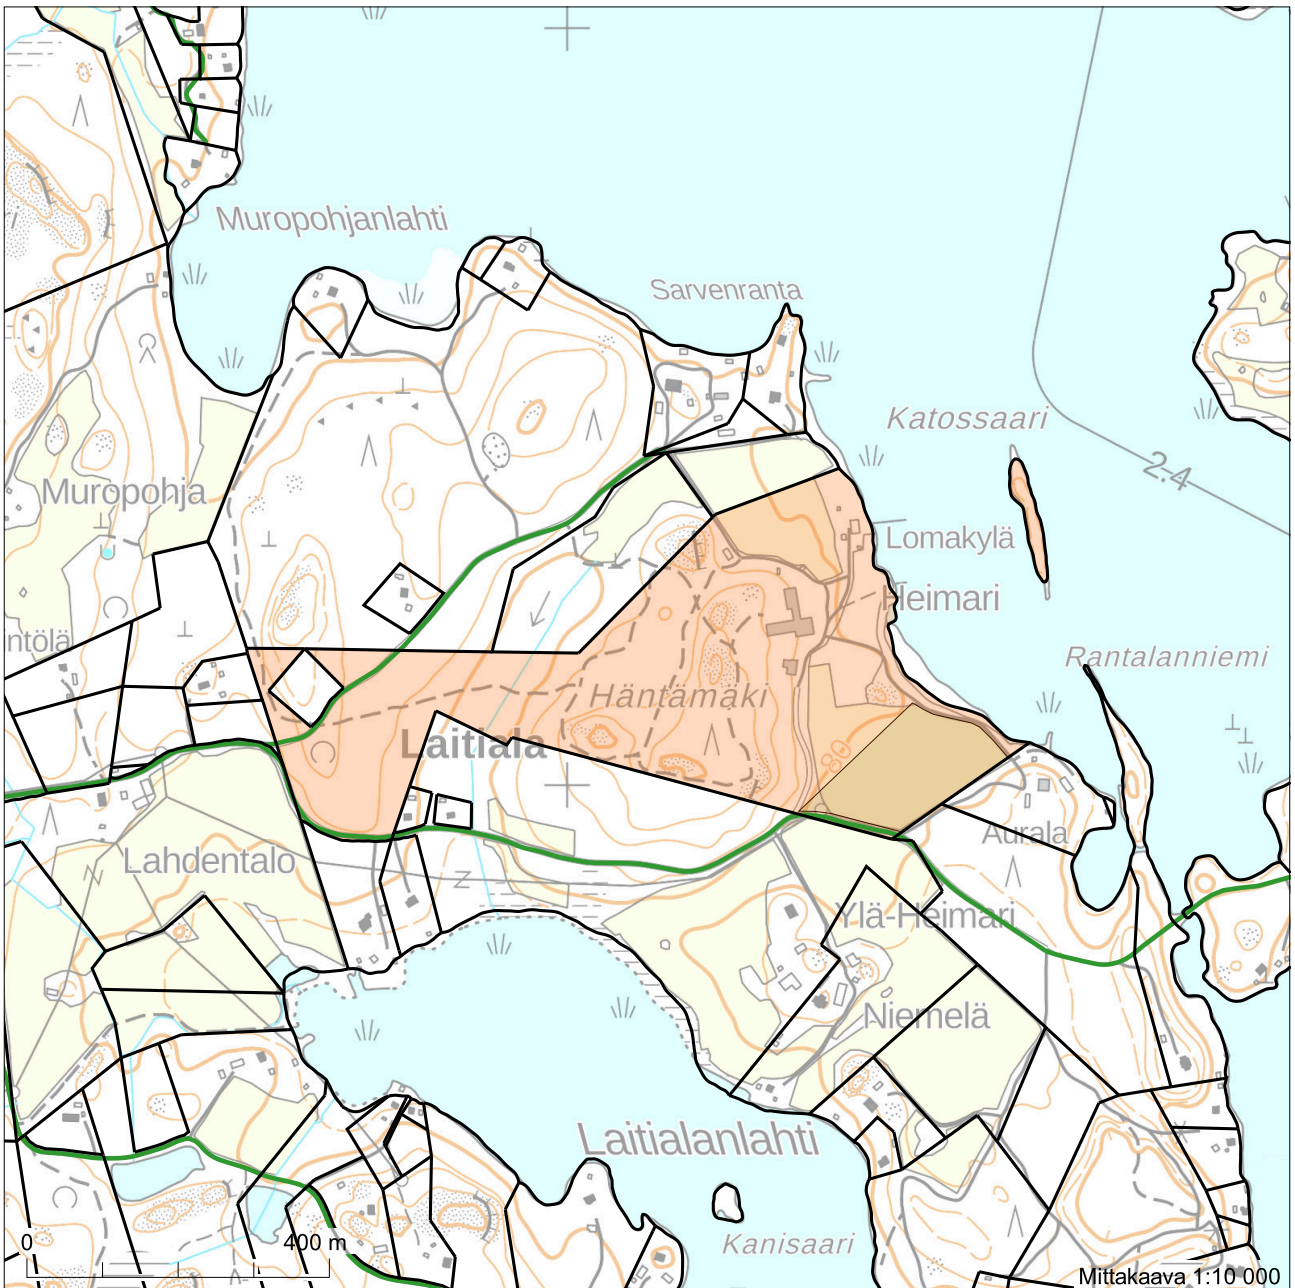 Muropohjanlahti
Sarvenranta
Katossaari
2.4
Muropohja
Lomakylä
Heimari
ntölä
Rantalanniemi
Häntämäki
Laitiala
Aurala
Lahdentalo
Ylä-Heimari
Niemelä
Laitialanlahti
Kanisaari
0
400 m
Mittakaava 1:10 000